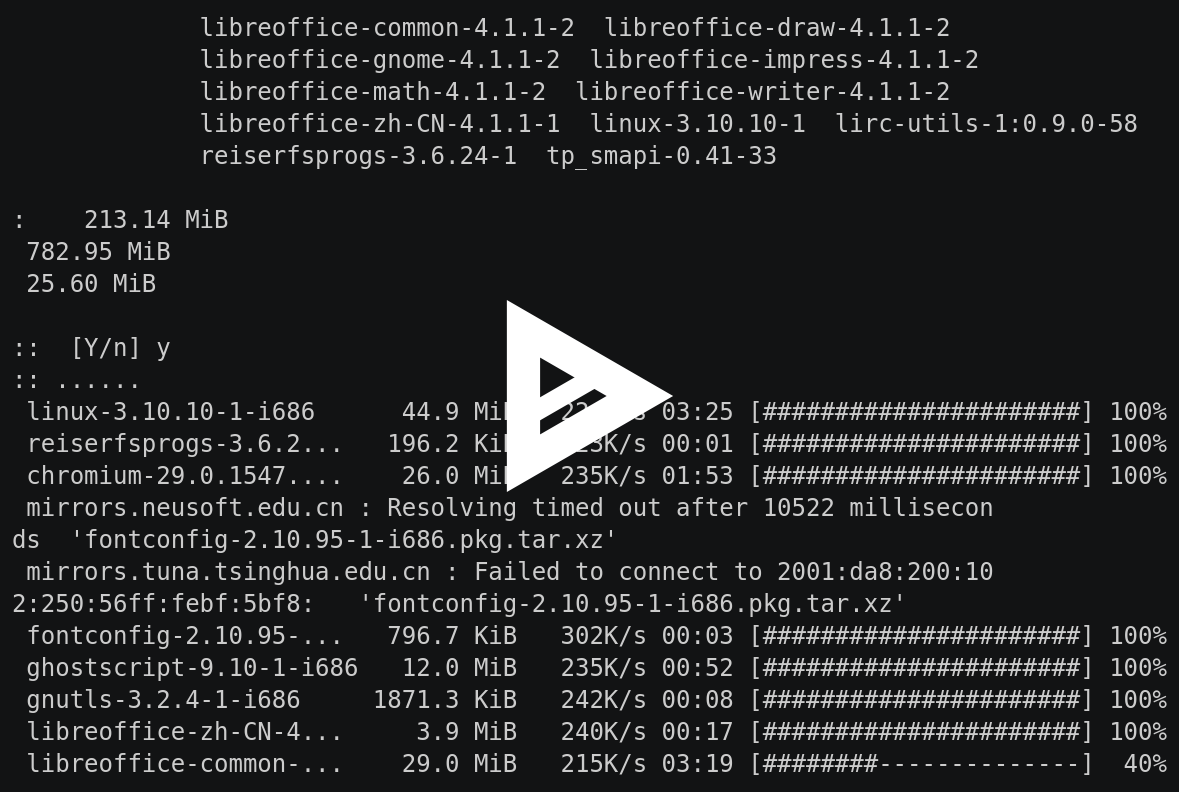 libreoffice-common-4.1.1-2  libreoffice-draw-4.1.1-2
libreoffice-gnome-4.1.1-2  libreoffice-impress-4.1.1-2
libreoffice-math-4.1.1-2  libreoffice-writer-4.1.1-2
libreoffice-zh-CN-4.1.1-1  linux-3.10.10-1  lirc-utils-1:0.9.0-58
reiserfsprogs-3.6.24-1  tp_smapi-0.41-33
:    213.14 MiB
782.95 MiB
25.60 MiB
::  [Y/n] y
:: ......
linux-3.10.10-1-i686      44.9 03:25 [######################] 100%
reiserfsprogs-3.6.2...   196.2 00:01 [######################] 100%
chromium-29.0.1547....    26.0 235K/s 01:53 [######################] 100%
mirrors.neusoft.edu.cn : Resolving timed out after 10522 millisecon
ds  'fontconfig-2.10.95-1-i686.pkg.tar.xz'
mirrors.tuna.tsinghua.edu.cn : Failed to connect to 2001:da8:200:10
2:250:56ff:febf:5bf8:   'fontconfig-2.10.95-1-i686.pkg.tar.xz'
fontconfig-2.10.95-...   796.7 KiB   302K/s 00:03 [######################] 100%
ghostscript-9.10-1-i686   12.0 MiB   235K/s 00:52 [######################] 100%
gnutls-3.2.4-1-i686     1871.3 KiB   242K/s 00:08 [######################] 100%
libreoffice-zh-CN-4...     3.9 MiB   240K/s 00:17 [######################] 100%
libreoffice-common-...    29.0 MiB   215K/s 03:19 [########--------------]  40%